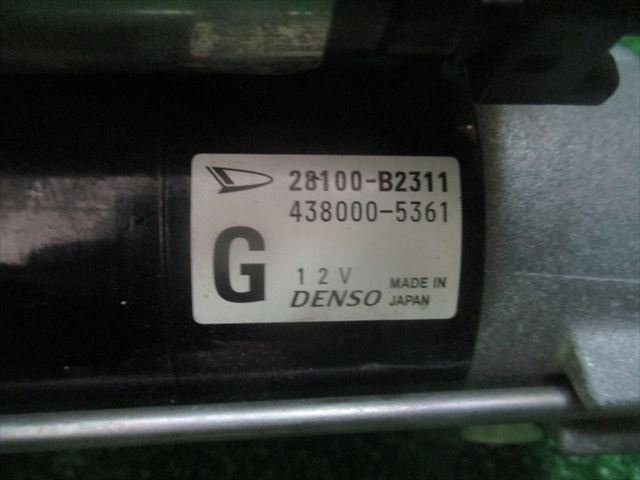 28100-B2311
438000-5361
G
12V
DENSO
MADE IN
JAPAN